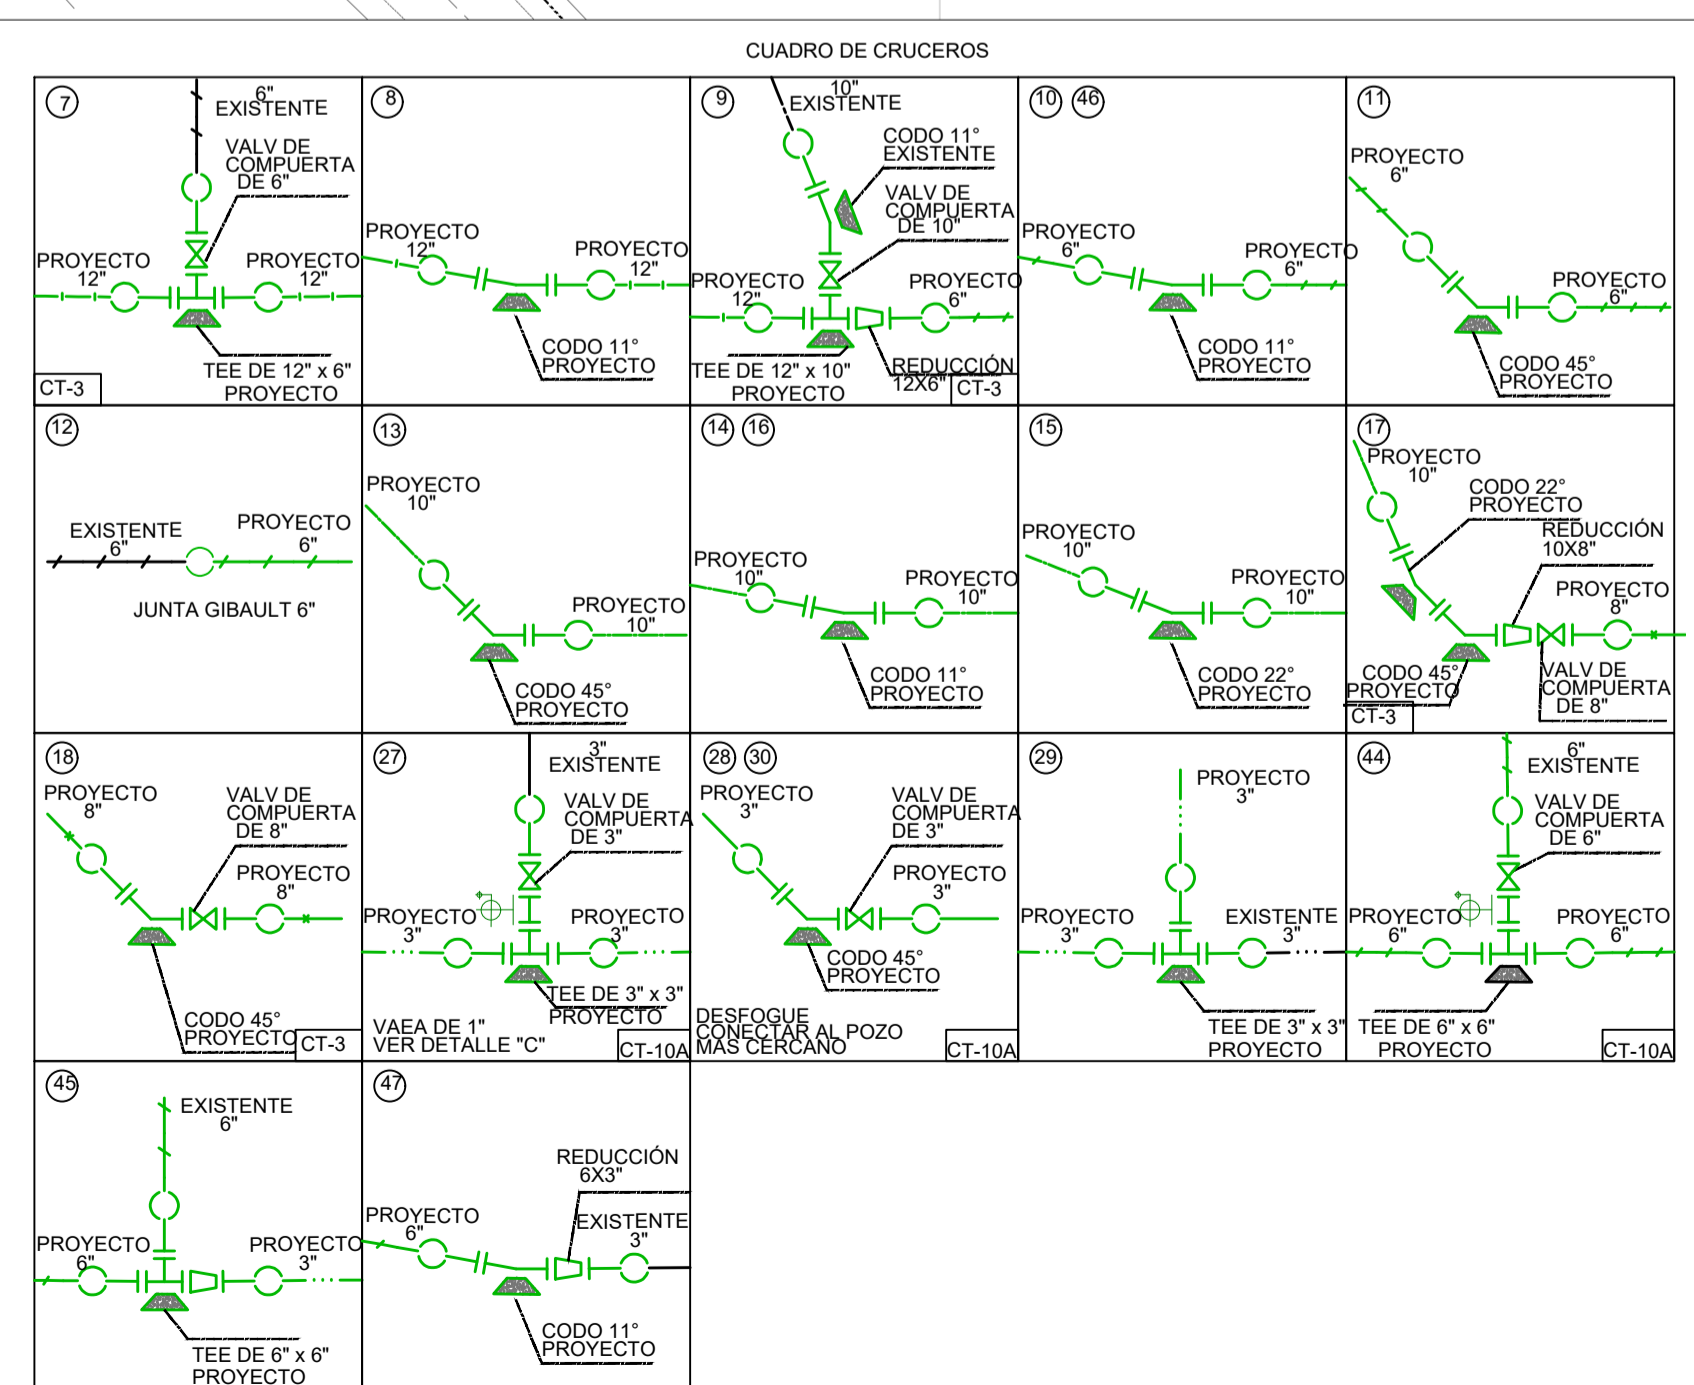 CUADRO DE CRUCEROS
7
6"
EXISTENTE
VALV DE
COMPUERTA
DE 6"
PROYECTO
12"
PROYECTO
12"
TEE DE 12" x 6"
PROYECTO
CT-3
8
PROYECTO
12"
PROYECTO
12"
CODO 11°
PROYECTO
9
10"
EXISTENTE
CODO 11°
EXISTENTE
VALV DE
COMPUERTA
DE 10"
PROYECTO
12"
PROYECTO
6"
TEE DE 12" x 10"
PROYECTO
REDUCCIÓN
12X6"
CT-3
10 46
PROYECTO
6"
PROYECTO
6"
CODO 11°
PROYECTO
11
PROYECTO
6"
PROYECTO
6"
CODO 45°
PROYECTO
12
EXISTENTE
6"
PROYECTO
6"
JUNTA GIBAULT 6"
13
PROYECTO
10"
PROYECTO
10"
CODO 45°
PROYECTO
14 16
PROYECTO
10"
PROYECTO
10"
CODO 11°
PROYECTO
15
PROYECTO
10"
PROYECTO
10"
CODO 22°
PROYECTO
17
PROYECTO
10"
CODO 22°
PROYECTO
REDUCCIÓN
10X8"
PROYECTO
8"
CODO 45°
PROYECTO
VALV DE
COMPUERTA
DE 8"
CT-3
18
PROYECTO
8"
VALV DE
COMPUERTA
DE 8"
PROYECTO
8"
CODO 45°
PROYECTO
CT-3
27
3"
EXISTENTE
VALV DE
COMPUERTA
DE 3"
PROYECTO
3"
PROYECTO
3"
TEE DE 3" x 3"
PROYECTO
VAEA DE 1"
VER DETALLE "C"
CT-10A
28 30
PROYECTO
3"
VALV DE
COMPUERTA
DE 3"
PROYECTO
3"
CODO 45°
PROYECTO
DESFOGUE
CONECTAR AL POZO
MAS CERCANO
CT-10A
29
PROYECTO
3"
PROYECTO
3"
EXISTENTE
3"
TEE DE 3" x 3"
PROYECTO
44
6"
EXISTENTE
VALV DE
COMPUERTA
DE 6"
PROYECTO
6"
PROYECTO
6"
TEE DE 6" x 6"
PROYECTO
CT-10A
45
EXISTENTE
6"
PROYECTO
6"
PROYECTO
3"
TEE DE 6" x 6"
PROYECTO
47
REDUCCIÓN
6X3"
PROYECTO
6"
EXISTENTE
3"
CODO 11°
PROYECTO